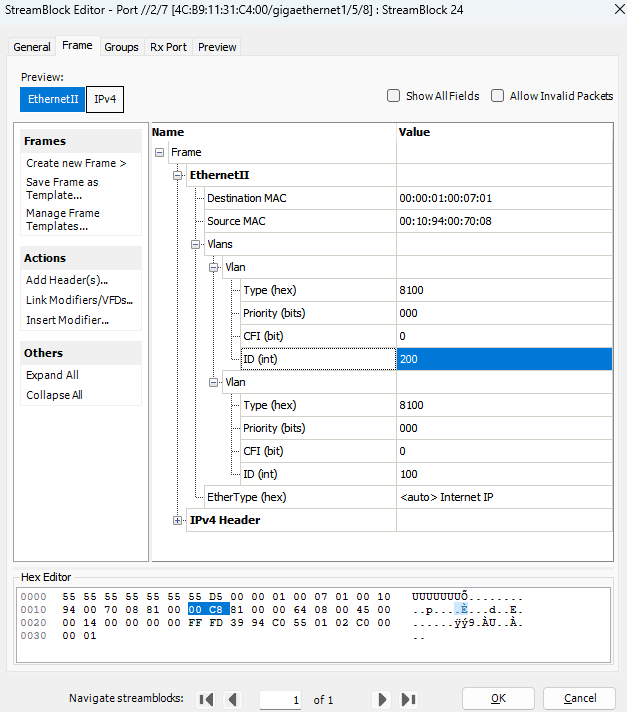 StreamBlock Editor - Port //2/7 [4C:B9:11:31:C4:00/gigaethernet1/5/8] : StreamBlock 24
General Frame Groups Rx Port Preview
Preview:
EthernetII IPv4
Show All Fields Allow Invalid Packets
Frames
Create new Frame >
Save Frame as
Template...
Manage Frame
Templates...
Actions
Add Header(s)...
Link Modifiers/VFDs...
Insert Modifier...
Others
Expand All
Collapse All
Name Value
Frame
EthernetII
Destination MAC 00:00:01:00:07:01
Source MAC 00:10:94:00:70:08
Vlans
Vlan
Type (hex) 8100
Priority (bits) 000
CFI (bit) 0
ID (int) 200
Vlan
Type (hex) 8100
Priority (bits) 000
CFI (bit) 0
ID (int) 100
EtherType (hex) <auto> Internet IP
IPv4 Header
Hex Editor
0000 55 55 55 55 55 55 55 D5 00 00 01 00 07 01 00 10 UUUUUUUÕ........
0010 94 00 70 08 81 00 00 C8 81 00 00 64 08 00 45 00 ..p....È...d..E.
0020 00 14 00 00 00 00 FF FD 39 94 C0 55 01 02 C0 00 ......ÿý9.ÀU..À.
0030 00 01 ..
Navigate streamblocks: 1 of 1 OK Cancel